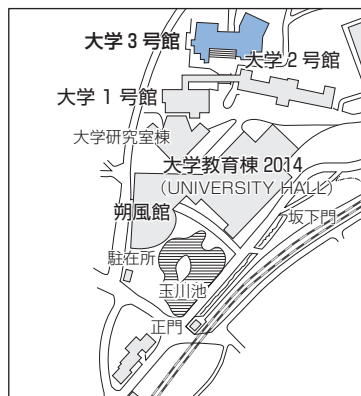 大学3号館
大学2号館
大学1号館
大学研究室棟
大学教育棟 2014
(UNIVERSITY HALL)
朔風館
坂下門
駐在所
玉川池
正門